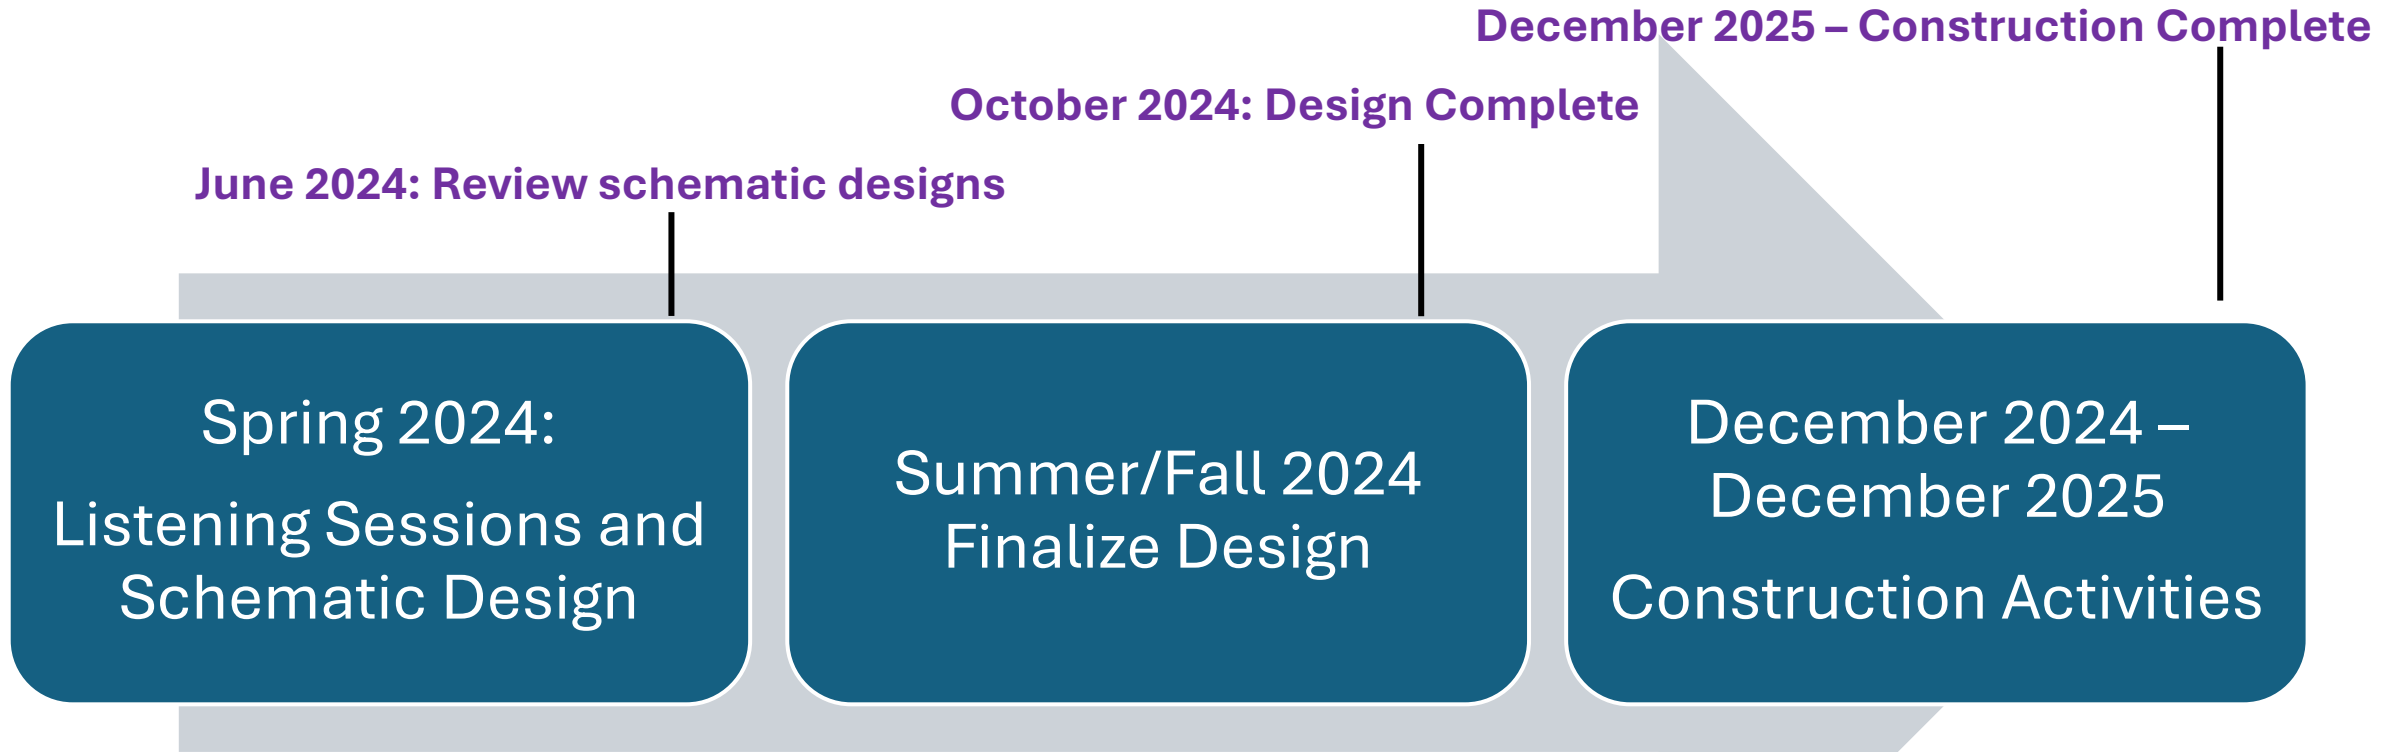 December 2025 – Construction Complete
October 2024: Design Complete
June 2024: Review schematic designs
Spring 2024:
Listening Sessions and
Schematic Design
Summer/Fall 2024
Finalize Design
December 2024 –
December 2025
Construction Activities